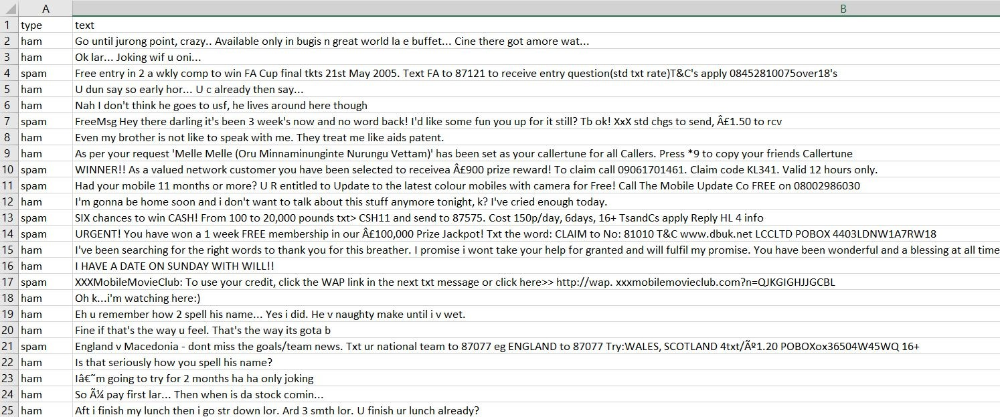 A B
1 type text
2 ham Go until jurong point, crazy.. Available only in bugis n great world la e buffet... Cine there got amore wat...
3 ham Ok lar... Joking wif u oni...
4 spam Free entry in 2 a wkly comp to win FA Cup final tkts 21st May 2005. Text FA to 87121 to receive entry question(std txt rate)T&C's apply 08452810075over18's
5 ham U dun say so early hor... U c already then say...
6 ham Nah I don't think he goes to usf, he lives around here though
7 spam FreeMsg Hey there darling it's been 3 week's now and no word back! I'd like some fun you up for it still? Tb ok! XxX std chgs to send, Â£1.50 to rcv
8 ham Even my brother is not like to speak with me. They treat me like aids patent.
9 ham As per your request 'Melle Melle (Oru Minnaminunginte Nurungu Vettam)' has been set as your callertune for all Callers. Press *9 to copy your friends Callertune
10 spam WINNER!! As a valued network customer you have been selected to receivea Â£900 prize reward! To claim call 09061701461. Claim code KL341. Valid 12 hours only.
11 spam Had your mobile 11 months or more? U R entitled to Update to the latest colour mobiles with camera for Free! Call The Mobile Update Co FREE on 08002986030
12 ham I'm gonna be home soon and i don't want to talk about this stuff anymore tonight, k? I've cried enough today.
13 spam SIX chances to win CASH! From 100 to 20,000 pounds txt> CSH11 and send to 87575. Cost 150p/day, 6days, 16+ TsandCs apply Reply HL 4 info
14 spam URGENT! You have won a 1 week FREE membership in our Â£100,000 Prize Jackpot! Txt the word: CLAIM to No: 81010 T&C www.dbuk.net LCCLTD POBOX 4403LDNW1A7RW18
15 ham I've been searching for the right words to thank you for this breather. I promise i wont take your help for granted and will fulfil my promise. You have been wonderful and a blessing at all time
16 ham I HAVE A DATE ON SUNDAY WITH WILL!!
17 spam XXXMobileMovieClub: To use your credit, click the WAP link in the next txt message or click here>> http://wap. xxxmobilemovieclub.com?n=QJKGIGHJJGCBL
18 ham Oh k...i'm watching here:)
19 ham Eh u remember how 2 spell his name... Yes i did. He v naughty make until i v wet.
20 ham Fine if that's the way u feel. That's the way its gota b
21 spam England v Macedonia - dont miss the goals/team news. Txt ur national team to 87077 eg ENGLAND to 87077 Try:WALES, SCOTLAND 4txt/Ãº1.20 POBOXox36504W45WQ 16+
22 ham Is that seriously how you spell his name?
23 ham Iâ€˜m going to try for 2 months ha ha only joking
24 ham So Ã¼ pay first lar... Then when is da stock comin...
25 ham Aft i finish my lunch then i go str down lor. Ard 3 smth lor. U finish ur lunch already?